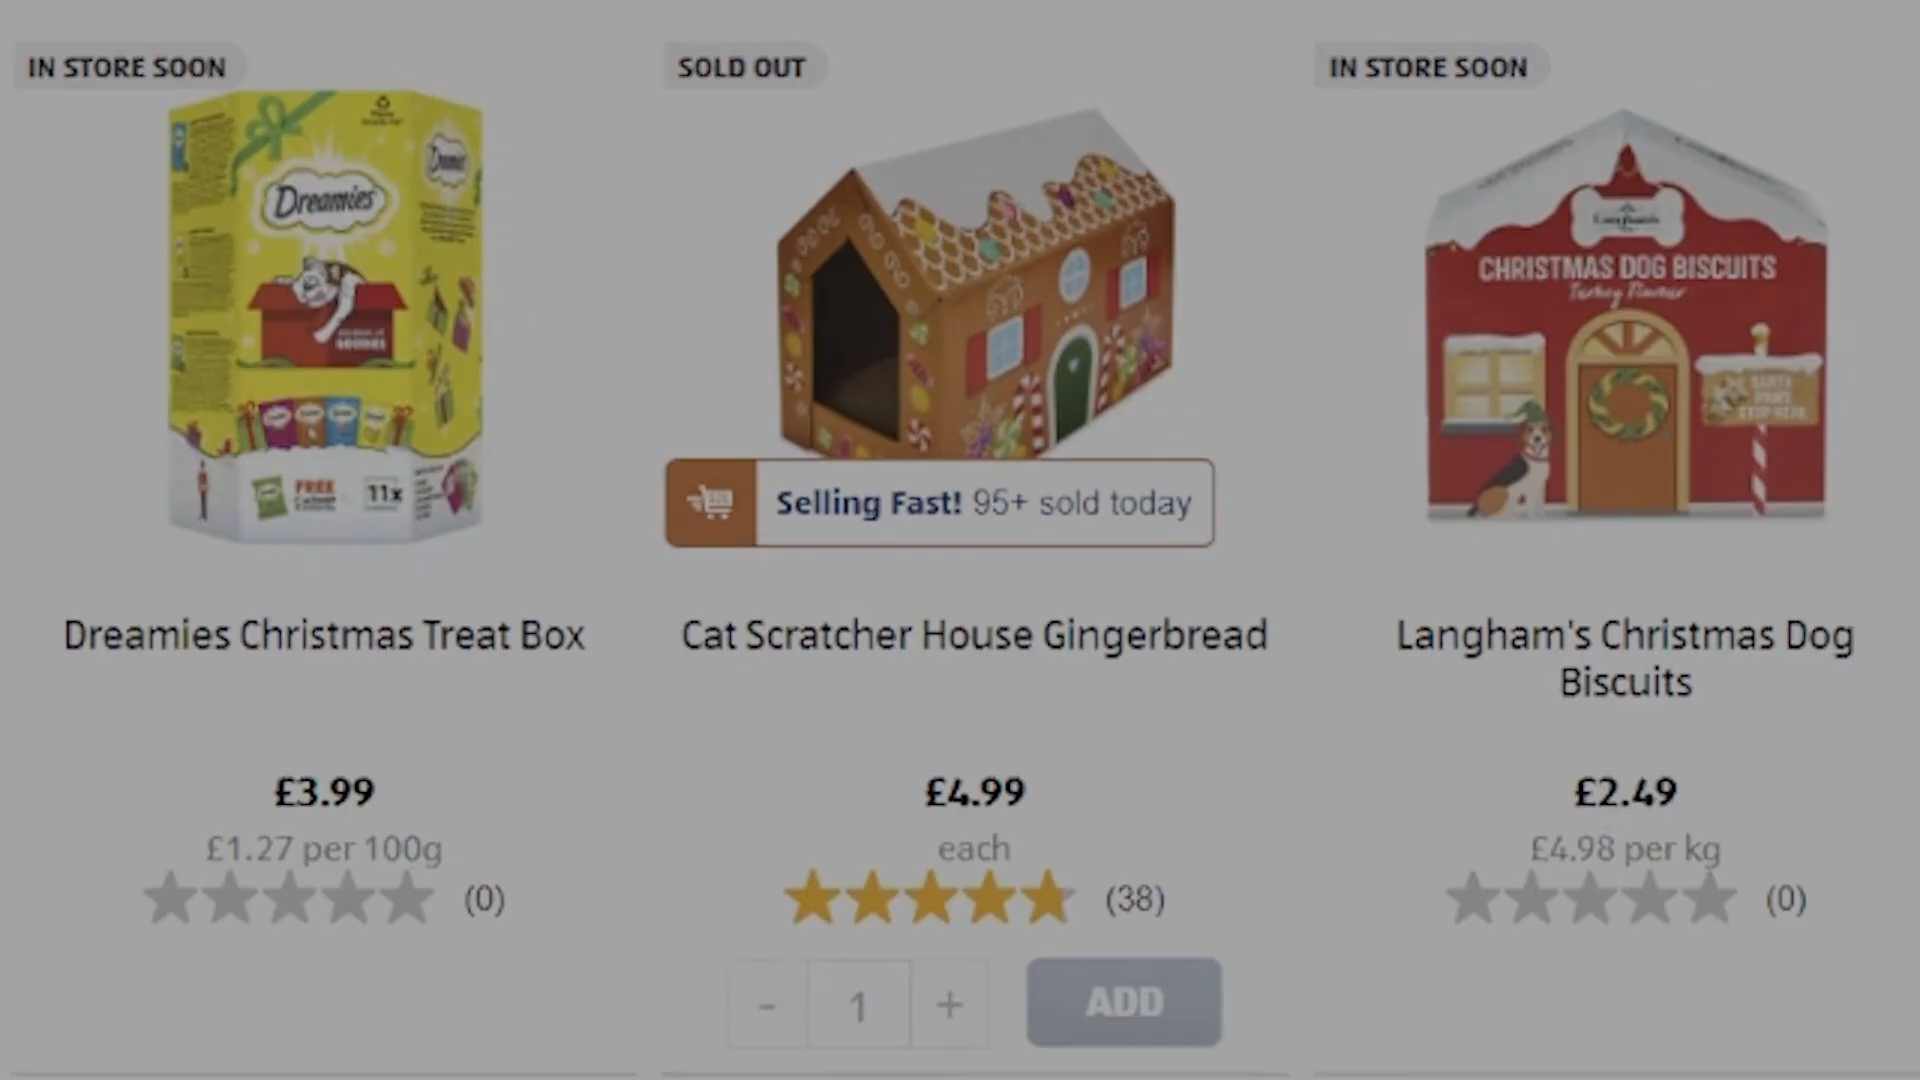 IN STORE SOON
SOLD OUT
IN STORE SOON
Dreamies
FREE
11x
CHRISTMAS DOG BISCUITS
Turkey Flavour
Selling Fast! 95+ sold today
Dreamies Christmas Treat Box
Cat Scratcher House Gingerbread
Langham's Christmas Dog
Biscuits
£3.99
£4.99
£2.49
£1.27 per 100g
each
£4.98 per kg
(0)
(38)
(0)
- 1 +
ADD